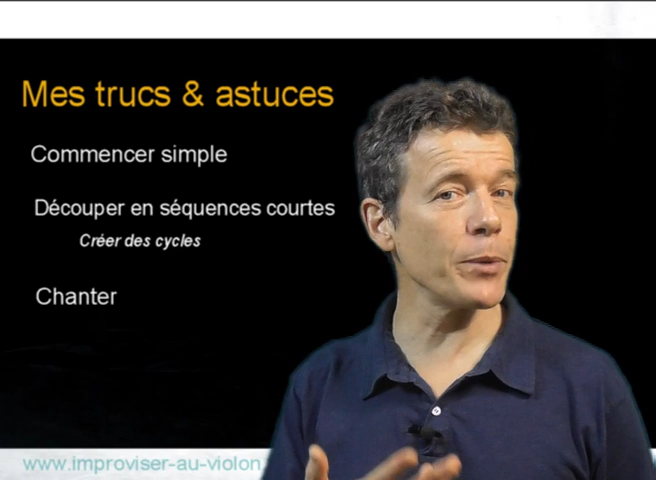 Mes trucs & astuces
Commencer simple
Découper en séquences courtes
Créer des cycles
Chanter
www.improviser-au-violon